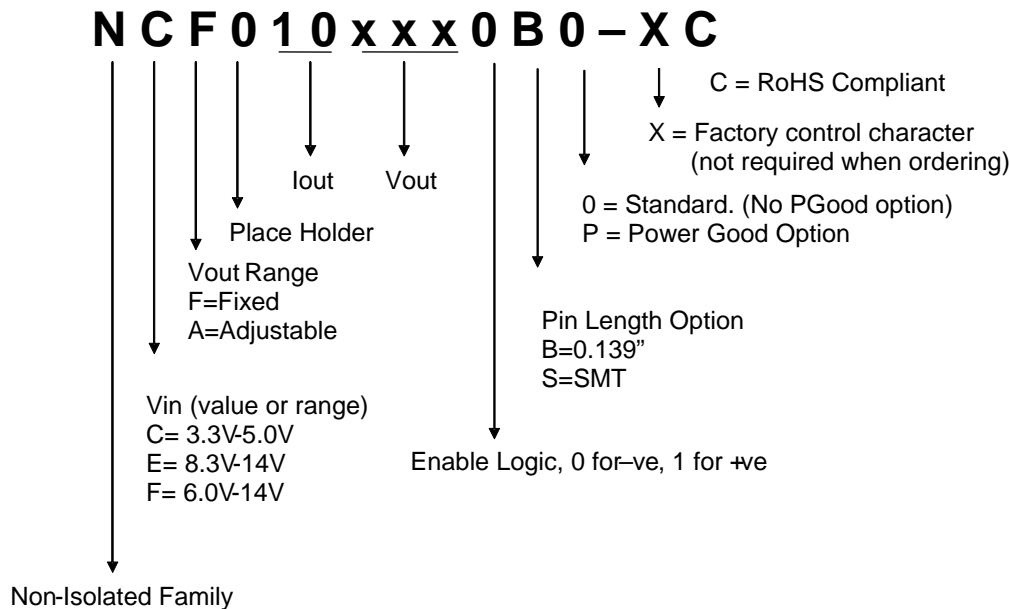 N C F 0 1 0 x x x 0 B 0 – X C
C = RoHS Compliant
X = Factory control character
(not required when ordering)
Iout
Vout
0 = Standard. (No PGood option)
P = Power Good Option
Place Holder
Vout Range
F=Fixed
A=Adjustable
Pin Length Option
B=0.139”
S=SMT
Vin (value or range)
C= 3.3V-5.0V
E= 8.3V-14V
F= 6.0V-14V
Enable Logic, 0 for–ve, 1 for +ve
Non-Isolated Family